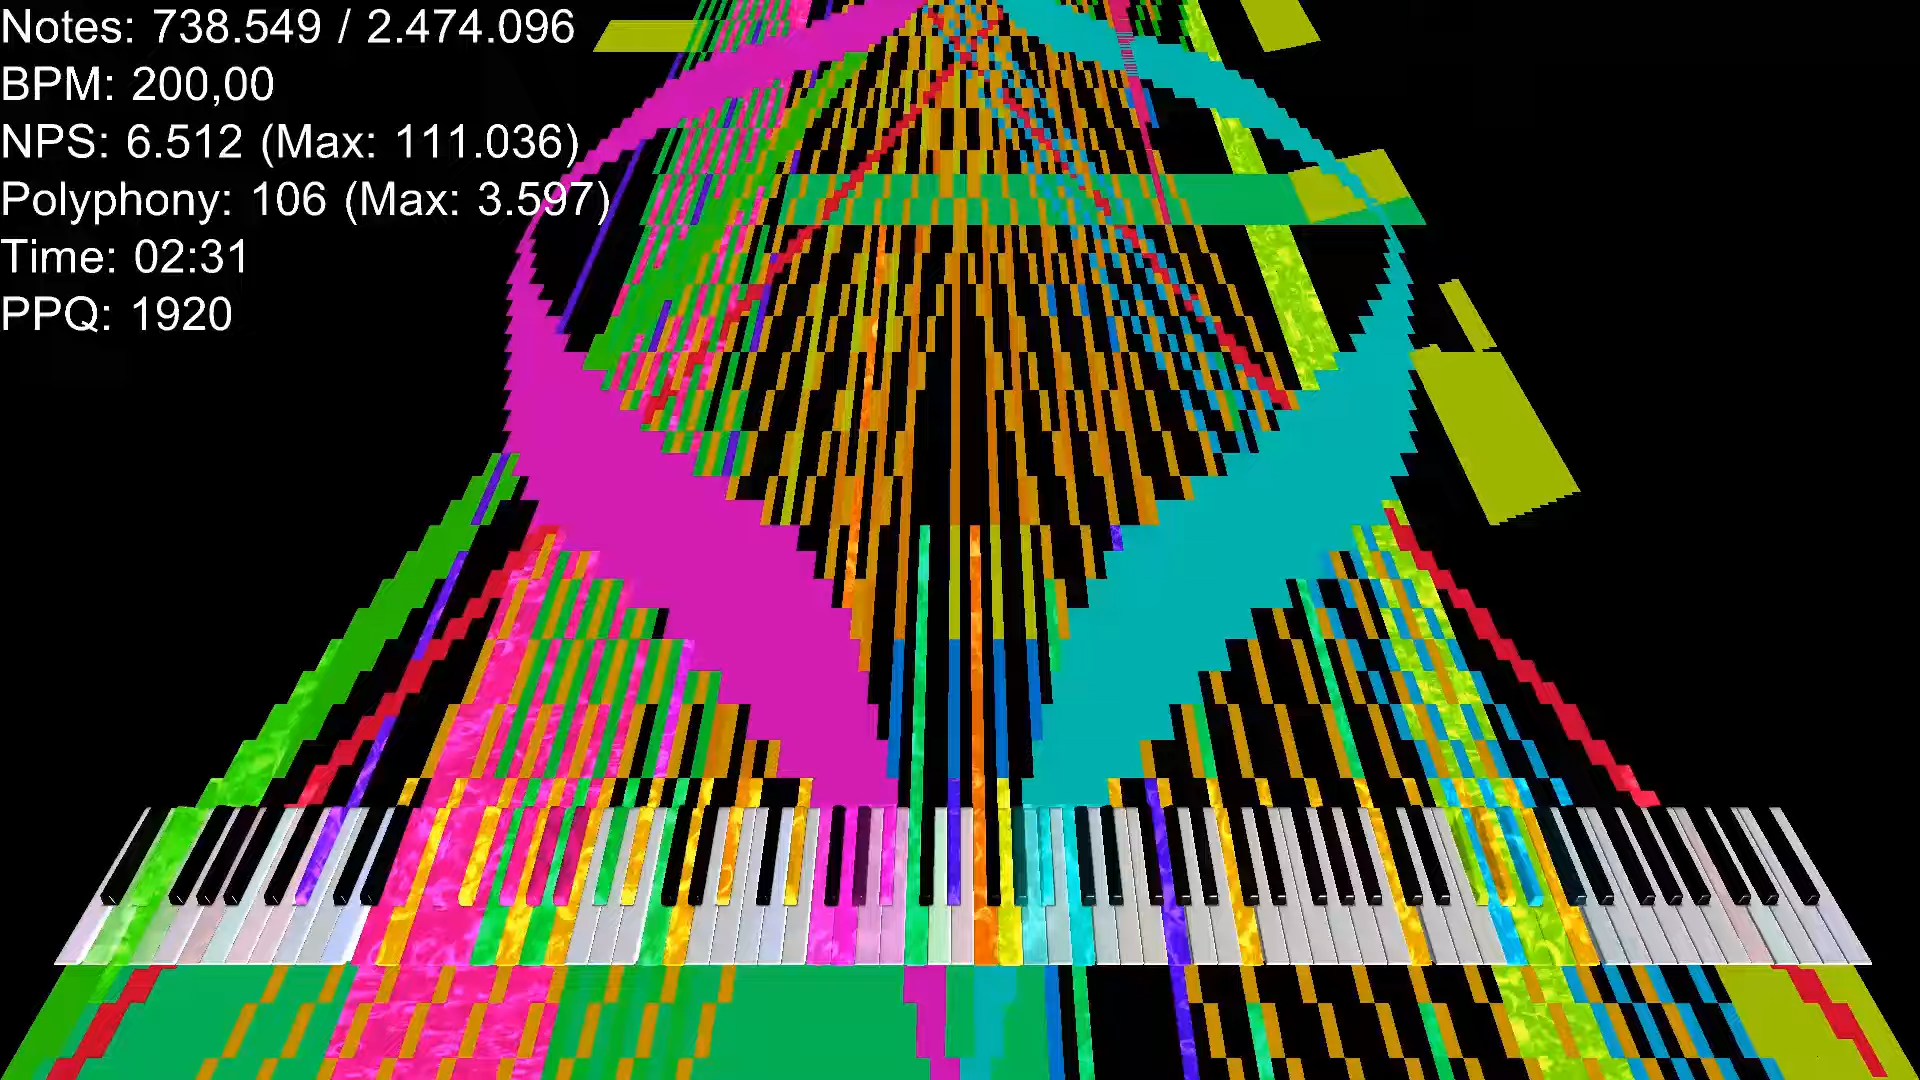 Notes: 738.549 / 2.474.096
BPM: 200,00
NPS: 6.512 (Max: 111.036)
Polyphony: 106 (Max: 3.597)
Time: 02:31
PPQ: 1920